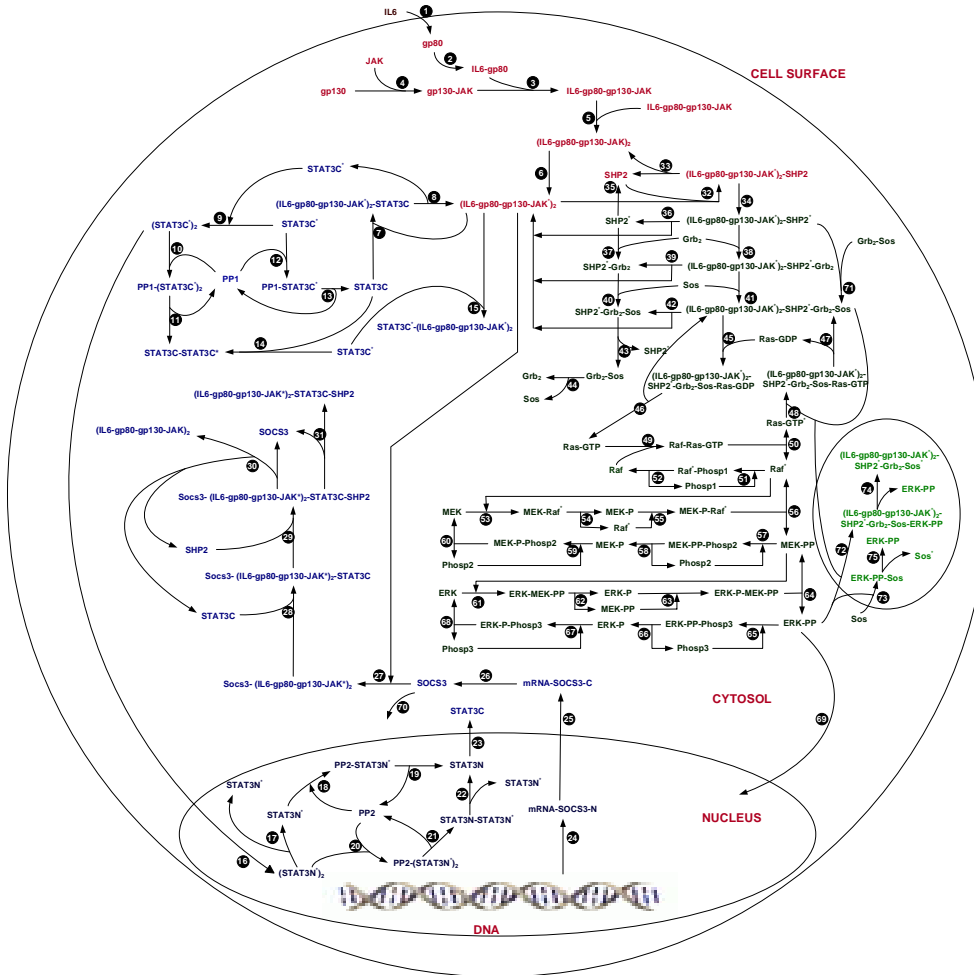 IL6
1
gp80
2
JAK
IL6-gp80
CELL SURFACE
4
3
gp130
gp130-JAK
IL6-gp80-gp130-JAK
5
IL6-gp80-gp130-JAK
(IL6-gp80-gp130-JAK)₂
33
STAT3C*
6
SHP2
(IL6-gp80-gp130-JAK*)₂-SHP2
35
32
34
8
(IL6-gp80-gp130-JAK*)₂-STAT3C
(IL6-gp80-gp130-JAK*)₂
36
9
(STAT3C*)₂
STAT3C*
7
SHP2*
(IL6-gp80-gp130-JAK*)₂-SHP2*
Grb₂
Grb₂-Sos
10
12
37
38
39
PP1
SHP2*-Grb₂
(IL6-gp80-gp130-JAK*)₂-SHP2*-Grb₂
PP1-(STAT3C*)₂
PP1-STAT3C*
13
STAT3C
Sos
71
40
41
15
42
11
SHP2*-Grb₂-Sos
(IL6-gp80-gp130-JAK*)₂-SHP2*-Grb₂-Sos
STAT3C*-(IL6-gp80-gp130-JAK*)₂
14
45
Ras-GDP
47
STAT3C-STAT3C*
STAT3C*
43
SHP2*
Grb₂
Grb₂-Sos
44
Sos
(IL6-gp80-gp130-JAK*)₂-
SHP2*-Grb₂-Sos-Ras-GDP
(IL6-gp80-gp130-JAK*)₂-
SHP2*-Grb₂-Sos-Ras-GTP
(IL6-gp80-gp130-JAK*)₂-STAT3C-SHP2
46
48
Ras-GTP*
(IL6-gp80-gp130-JAK)₂
SOCS3
31
Ras-GTP
49
Raf-Ras-GTP
50
(IL6-gp80-gp130-JAK*)₂-
SHP2*-Grb₂-Sos*
30
Raf
52
Raf*-Phosp1
51
Raf*
Phosp1
74
ERK-PP
Socs3- (IL6-gp80-gp130-JAK*)₂-STAT3C-SHP2
MEK
53
MEK-Raf*
54
MEK-P
55
MEK-P-Raf*
56
Raf*
(IL6-gp80-gp130-JAK*)₂-
SHP2*-Grb₂-Sos-ERK-PP
29
57
ERK-PP
SHP2
60
MEK-P-Phosp2
59
MEK-P
58
MEK-PP-Phosp2
MEK-PP
72
75
Sos*
Phosp2
Phosp2
Socs3- (IL6-gp80-gp130-JAK*)₂-STAT3C
ERK-PP-Sos
ERK
61
ERK-MEK-PP
62
ERK-P
63
ERK-P-MEK-PP
64
73
28
MEK-PP
STAT3C
Sos
68
ERK-P-Phosp3
67
ERK-P
66
ERK-PP-Phosp3
65
ERK-PP
Phosp3
Phosp3
27
26
Socs3- (IL6-gp80-gp130-JAK*)₂
SOCS3
mRNA-SOCS3-C
CYTOSOL
70
STAT3C
25
69
23
PP2-STAT3N*
STAT3N
19
STAT3N*
18
22
STAT3N*
STAT3N*
PP2
mRNA-SOCS3-N
NUCLEUS
STAT3N-STAT3N*
17
21
24
20
16
PP2-(STAT3N*)₂
(STAT3N*)₂
DNA